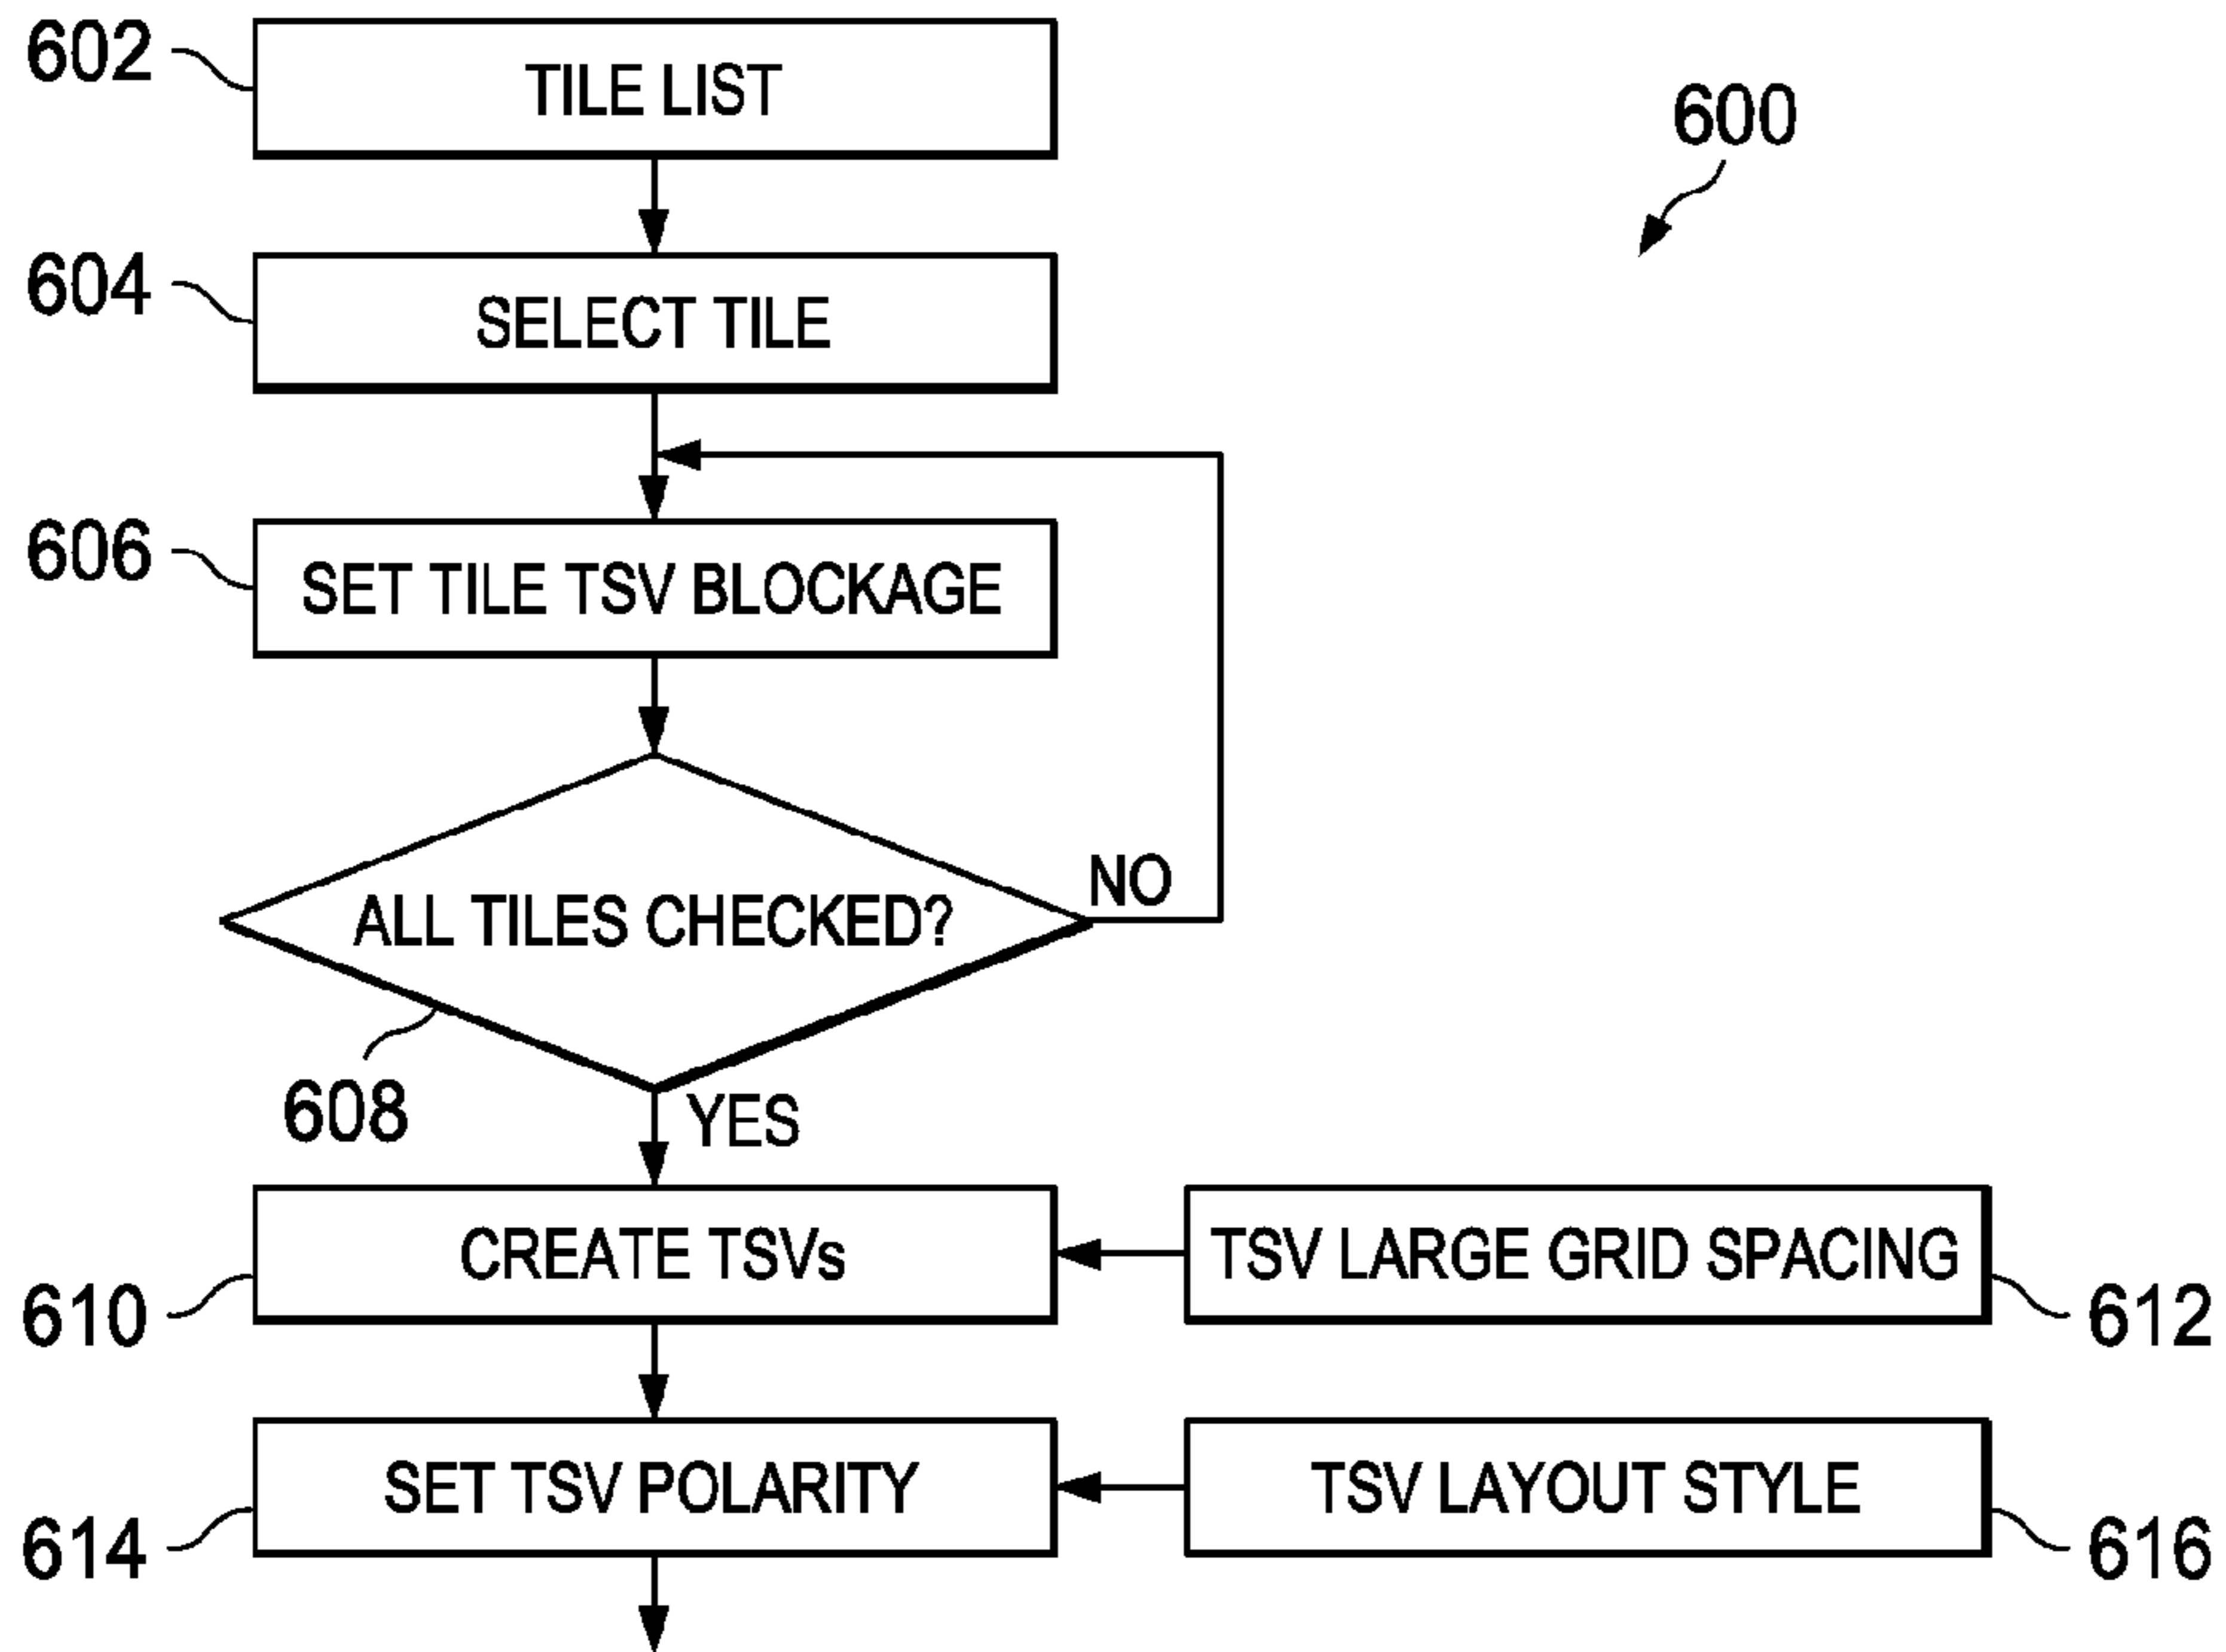 602
TILE LIST
600
604
SELECT TILE
606
SET TILE TSV BLOCKAGE
ALL TILES CHECKED?
NO
608
YES
CREATE TSVs
TSV LARGE GRID SPACING
610
612
SET TSV POLARITY
TSV LAYOUT STYLE
614
616